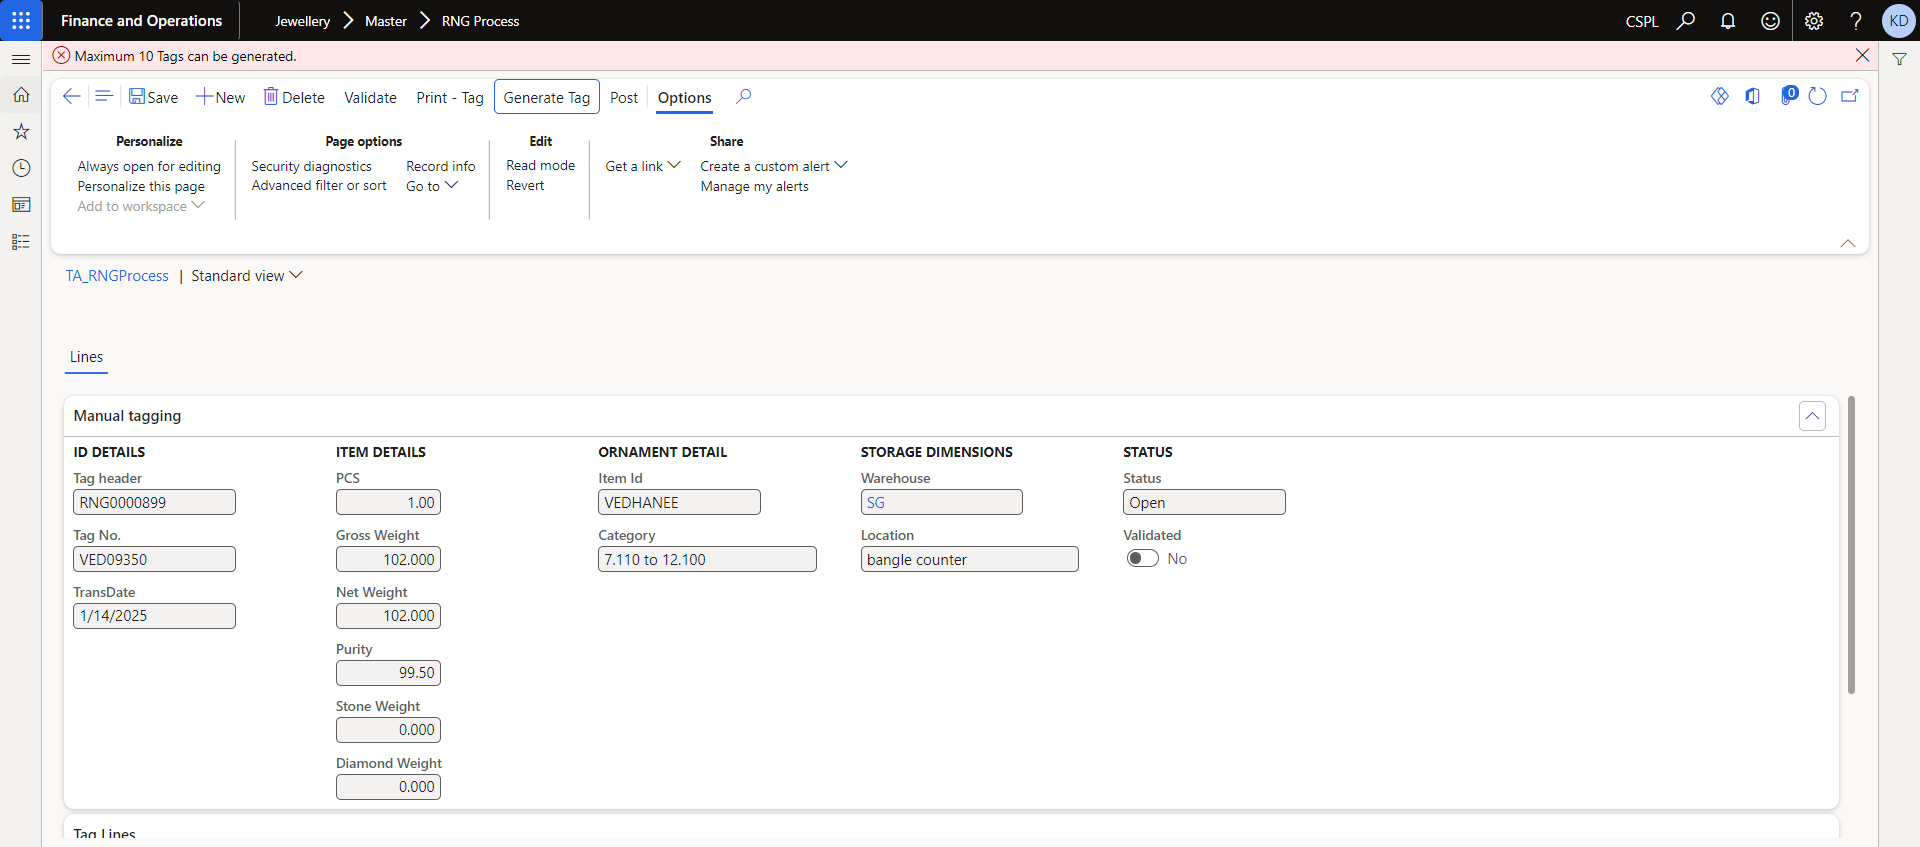 Finance and Operations
Jewellery > Master > RNG Process
CSPL
KD
Maximum 10 Tags can be generated.
Save
New
Delete
Validate
Print - Tag
Generate Tag
Post
Options
0
Personalize
Always open for editing
Personalize this page
Add to workspace
Page options
Security diagnostics
Advanced filter or sort
Record info
Go to
Edit
Read mode
Revert
Share
Get a link
Create a custom alert
Manage my alerts
TA_RNGProcess | Standard view
Lines
Manual tagging
ID DETAILS
Tag header
RNG0000899
Tag No.
VED09350
TransDate
1/14/2025
ITEM DETAILS
PCS
1.00
Gross Weight
102.000
Net Weight
102.000
Purity
99.50
Stone Weight
0.000
Diamond Weight
0.000
ORNAMENT DETAIL
Item Id
VEDHANEE
Category
7.110 to 12.100
STORAGE DIMENSIONS
Warehouse
SG
Location
bangle counter
STATUS
Status
Open
Validated
No
Tag Lines